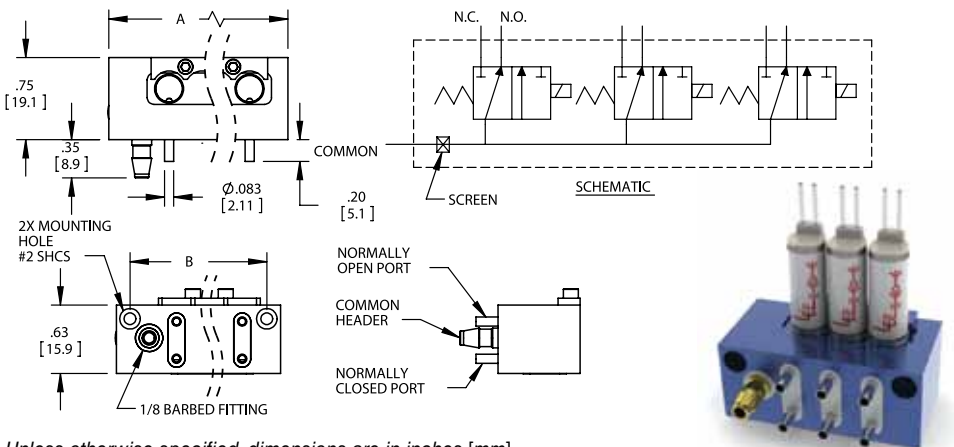 A
N.C.
N.O.
.75
[19.1]
.35
[8.9]
COMMON
SCREEN
SCHEMATIC
Ø.083
[2.11]
.20
[5.1]
2X MOUNTING
HOLE
#2 SHCS
B
NORMALLY
OPEN PORT
COMMON
HEADER
NORMALLY
CLOSED PORT
.63
[15.9]
1/8 BARBED FITTING
Unless otherwise specified, dimensions are in inches [mm]